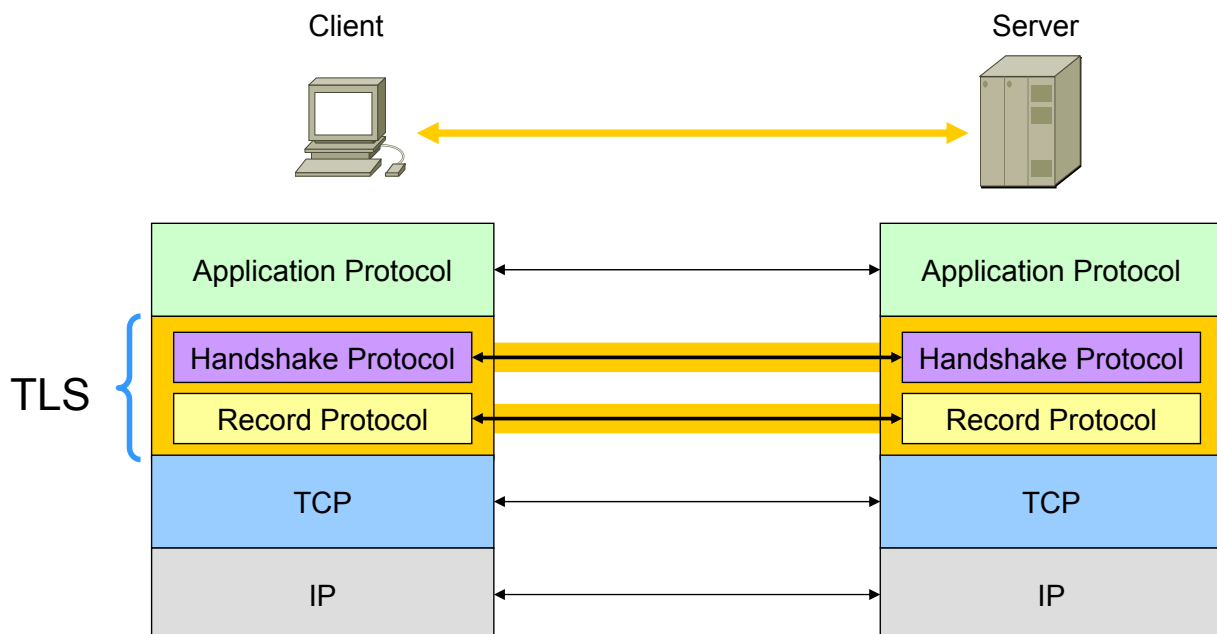 Client
Server
Application Protocol
Application Protocol
TLS
Handshake Protocol
Handshake Protocol
Record Protocol
Record Protocol
TCP
TCP
IP
IP